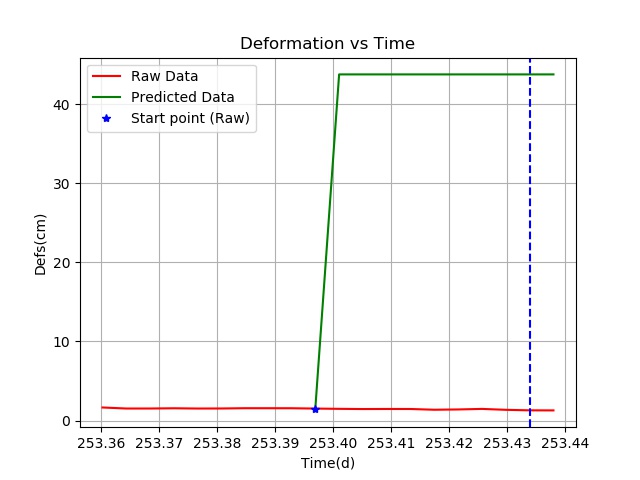 Deformation vs Time
Raw Data
Predicted Data
Start point (Raw)
Defs(cm)
40
30
20
10
0
253.36 253.37 253.38 253.39 253.40 253.41 253.42 253.43 253.44
Time(d)